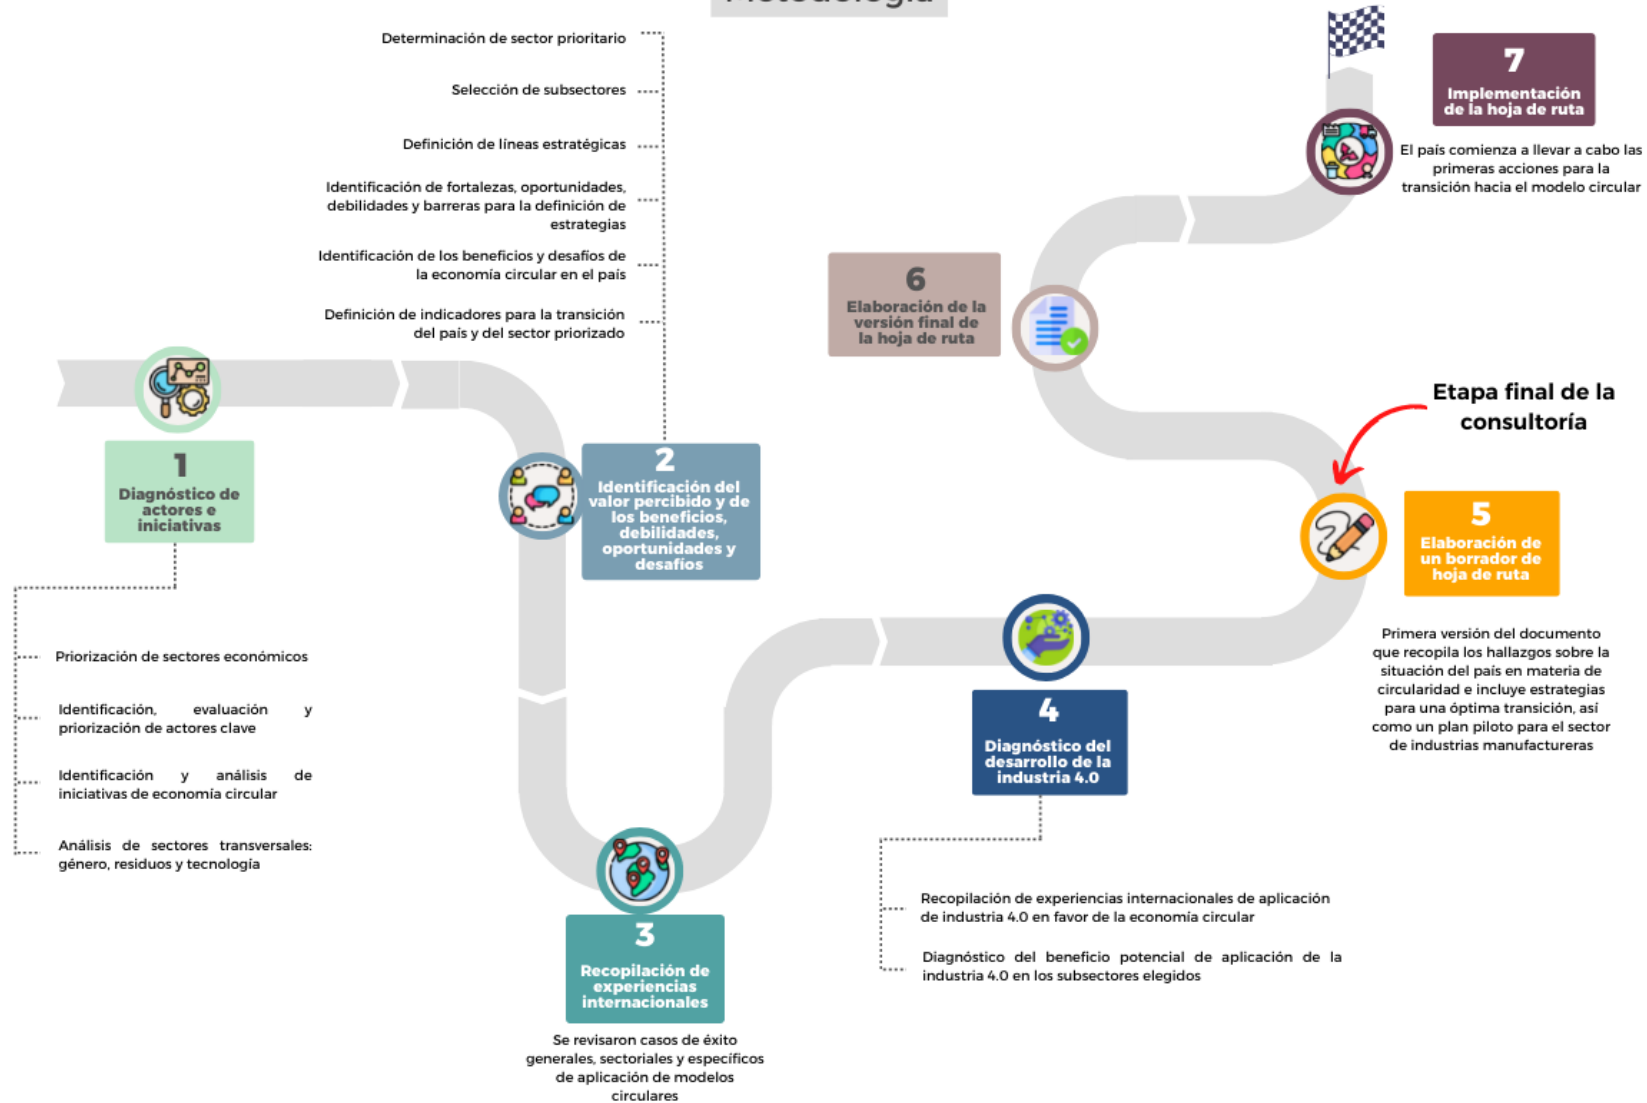 Metodología
Determinación de sector prioritario
Selección de subsectores
Definición de líneas estratégicas
Identificación de fortalezas, oportunidades,
debilidades y barreras para la definición de
estrategias
Identificación de los beneficios y desafíos de
la economía circular en el país
Definición de indicadores para la transición
del país y del sector priorizado
1
Diagnóstico de
actores e
iniciativas
Priorización de sectores económicos
Identificación, evaluación y
priorización de actores clave
Identificación y análisis de
iniciativas de economía circular
Análisis de sectores transversales:
género, residuos y tecnología
2
Identificación del
valor percibido y de
los beneficios,
debilidades,
oportunidades y
desafíos
3
Recopilación de
experiencias
internacionales
Se revisaron casos de éxito
generales, sectoriales y específicos
de aplicación de modelos
circulares
4
Diagnóstico del
desarrollo de la
industria 4.0
Recopilación de experiencias internacionales de aplicación
de industria 4.0 en favor de la economía circular
Diagnóstico del beneficio potencial de aplicación de la
industria 4.0 en los subsectores elegidos
Etapa final de la
consultoría
5
Elaboración de
un borrador de
hoja de ruta
Primera versión del documento
que recopila los hallazgos sobre la
situación del país en materia de
circularidad e incluye estrategias
para una óptima transición, así
como un plan piloto para el sector
de industrias manufactureras
6
Elaboración de la
versión final de
la hoja de ruta
7
Implementación
de la hoja de ruta
El país comienza a llevar a cabo las
primeras acciones para la
transición hacia el modelo circular